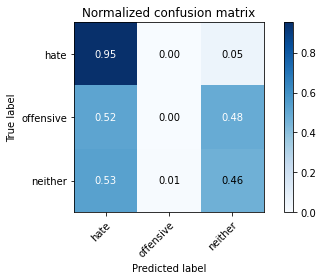 Normalized confusion matrix
True label
hate
0.95 0.00 0.05
offensive
0.52 0.00 0.48
neither
0.53 0.01 0.46
hate offensive neither
Predicted label
0.8
0.6
0.4
0.2
0.0